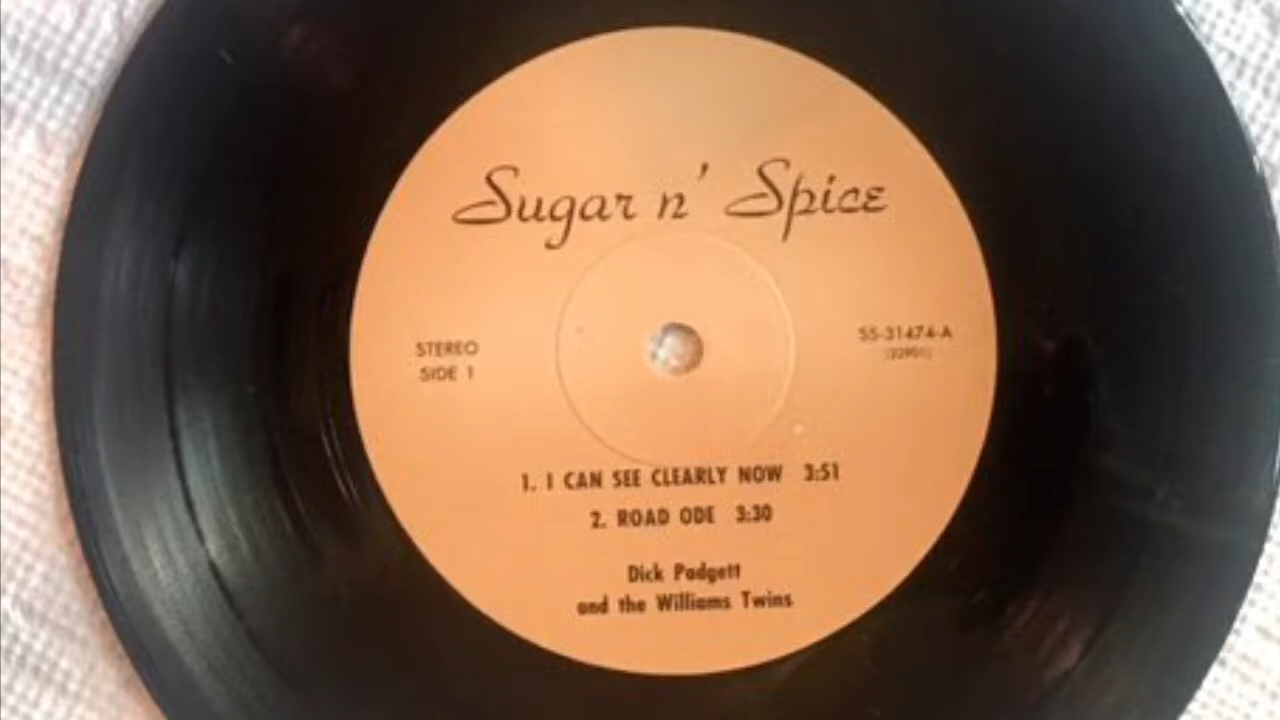 Sugar n' Spice
STEREO
SIDE 1
SS-31474-A
1. I CAN SEE CLEARLY NOW 3:51
2. ROAD ODE 3:30
Dick Padgett
and the Williams Twins